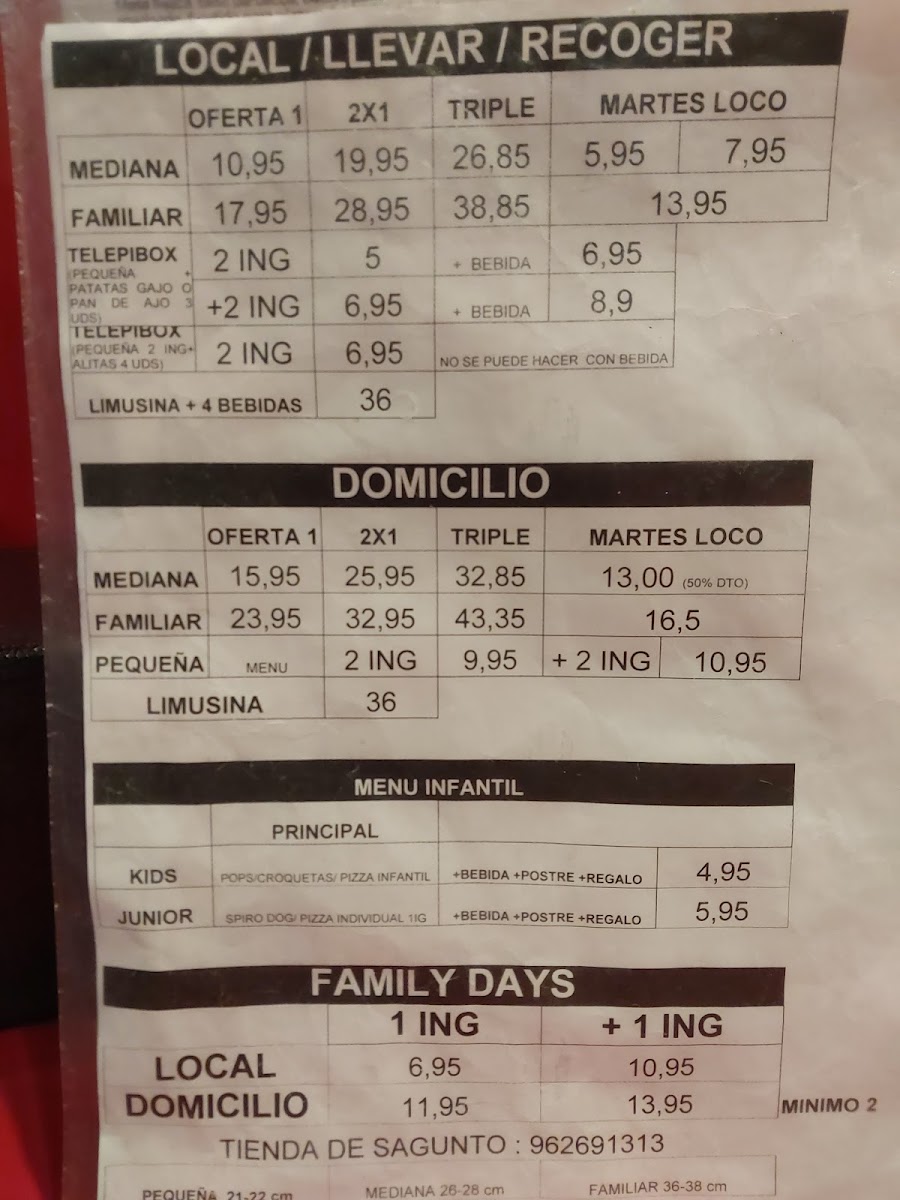 LOCAL / LLEVAR / RECOGER
OFERTA 1 2X1 TRIPLE MARTES LOCO
MEDIANA 10,95 19,95 26,85 5,95 7,95
FAMILIAR 17,95 28,95 38,85 13,95
TELEPIBOX 2 ING 5 + BEBIDA 6,95
(PEQUEÑA +
PATATAS GAJO O
PAN DE AJO 3
UDS)
+2 ING 6,95 + BEBIDA 8,9
TELEPIBOX
(PEQUEÑA 2 ING+
ALITAS 4 UDS)
2 ING 6,95 NO SE PUEDE HACER CON BEBIDA
LIMUSINA + 4 BEBIDAS 36
DOMICILIO
OFERTA 1 2X1 TRIPLE MARTES LOCO
MEDIANA 15,95 25,95 32,85 13,00 (50% DTO)
FAMILIAR 23,95 32,95 43,35 16,5
PEQUEÑA MENU 2 ING 9,95 + 2 ING 10,95
LIMUSINA 36
MENU INFANTIL
PRINCIPAL
KIDS POPS/CROQUETAS/ PIZZA INFANTIL +BEBIDA +POSTRE +REGALO 4,95
JUNIOR SPIRO DOG/ PIZZA INDIVIDUAL 1IG +BEBIDA +POSTRE +REGALO 5,95
FAMILY DAYS
1 ING + 1 ING
LOCAL 6,95 10,95
DOMICILIO 11,95 13,95 MINIMO 2
TIENDA DE SAGUNTO : 962691313
PEQUEÑA 21-22 cm MEDIANA 26-28 cm FAMILIAR 36-38 cm